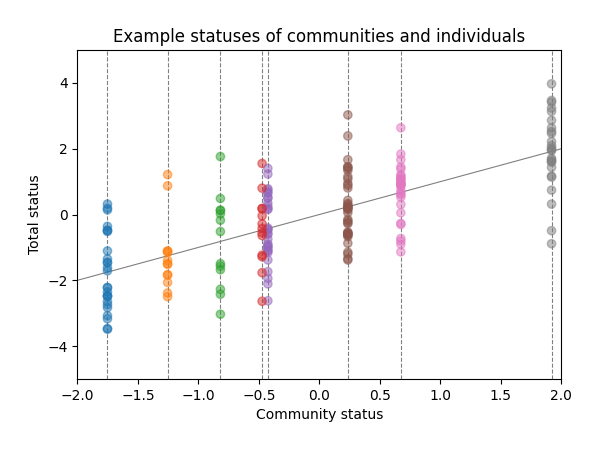 Example statuses of communities and individuals
Total status
4
2
0
−2
−4
−2.0 −1.5 −1.0 −0.5 0.0 0.5 1.0 1.5 2.0
Community status